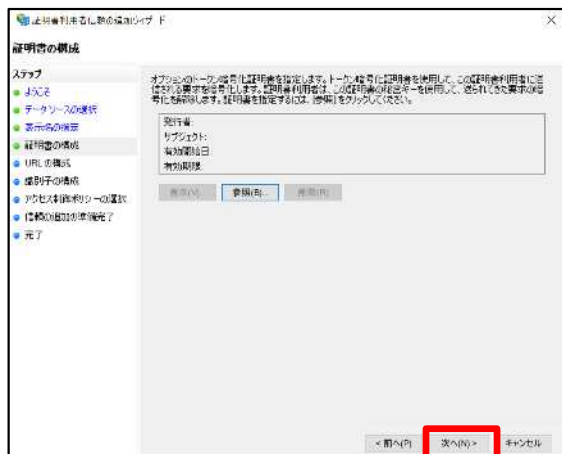 証明書利用者信頼の追加ウィザード
証明書の構成
ステップ
ようこそ
データ ソースの選択
表示名の指定
証明書の構成
URL の構成
識別子の構成
アクセス制御ポリシーの選択
信頼の追加の準備完了
完了
オプションのトークン暗号化証明書を指定します。トークン暗号化証明書を使用して、この証明書利用者に送
信される要求を暗号化します。証明書利用者は、この証明書の秘密キーを使用して、送られてきた要求の暗
号化を解除します。証明書を指定するには、[参照] をクリックしてください。
発行者:
サブジェクト:
有効開始日:
有効期限:
表示(V)...
参照(B)...
削除(R)
< 前へ(P)
次へ(N) >
キャンセル